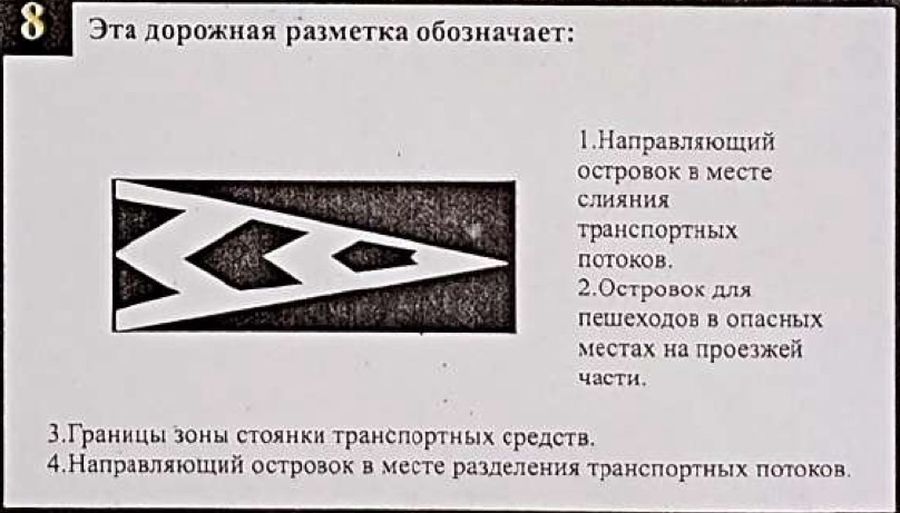 8
Эта дорожная разметка обозначает:
1.Направляющий
островок в месте
слияния
транспортных
потоков.
2.Островок для
пешеходов в опасных
местах на проезжей
части.
3.Границы зоны стоянки транспортных средств.
4.Направляющий островок в месте разделения транспортных потоков.